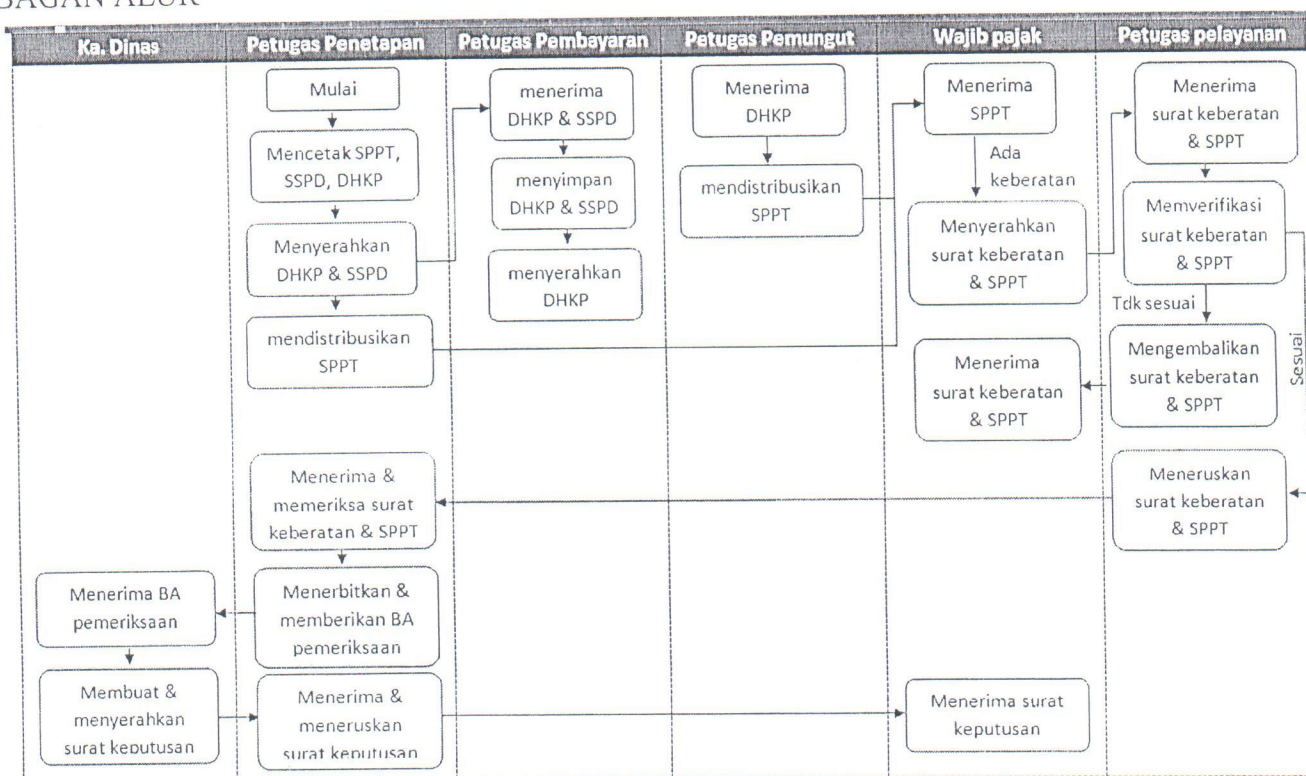 BAGAN ALUR
Ka. Dinas
Petugas Penetapan
Petugas Pembayaran
Petugas Pemungut
Wajib pajak
Petugas pelayanan
Mulai
Mencetak SPPT,
SSPD, DHKP
Menyerahkan
DHKP & SSPD
mendistribusikan
SPPT
menerima
DHKP & SSPD
menyimpan
DHKP & SSPD
menyerahkan
DHKP
Menerima
DHKP
mendistribusikan
SPPT
Menerima
SPPT
Ada
keberatan
Menyerahkan
surat keberatan
& SPPT
Menerima
surat keberatan
& SPPT
Memverifikasi
surat keberatan
& SPPT
Tdk sesuai
Sesuai
Mengembalikan
surat keberatan
& SPPT
Menerima
surat keberatan
& SPPT
Meneruskan
surat keberatan
& SPPT
Menerima &
memeriksa surat
keberatan & SPPT
Menerbitkan &
memberikan BA
pemeriksaan
Menerima BA
pemeriksaan
Membuat &
menyerahkan
surat keputusan
Menerima &
meneruskan
surat keputusan
Menerima surat
keputusan